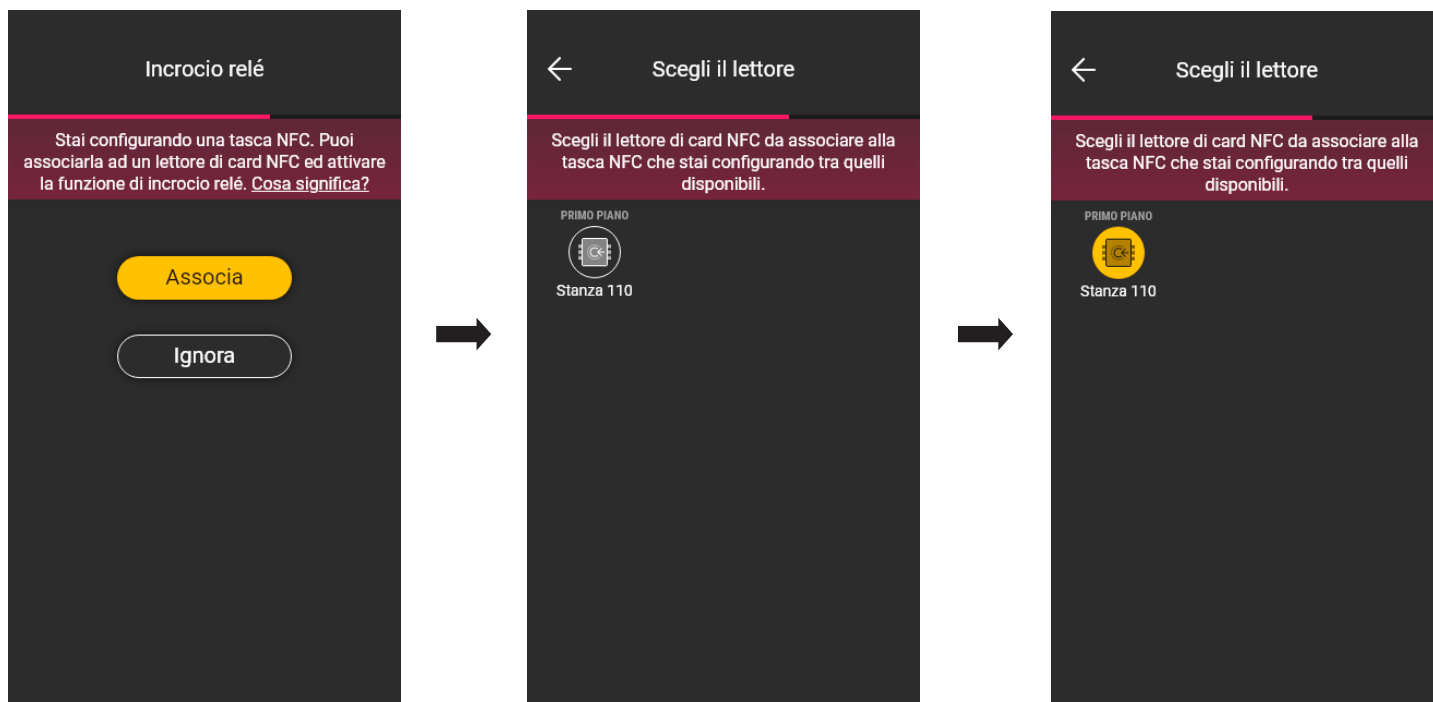 Incrocio relé
Stai configurando una tasca NFC. Puoi
associarla ad un lettore di card NFC ed attivare
la funzione di incrocio relé. Cosa significa?
Associa
Ignora
Scegli il lettore
Scegli il lettore di card NFC da associare alla
tasca NFC che stai configurando tra quelli
disponibili.
PRIMO PIANO
Stanza 110
Scegli il lettore
Scegli il lettore di card NFC da associare alla
tasca NFC che stai configurando tra quelli
disponibili.
PRIMO PIANO
Stanza 110